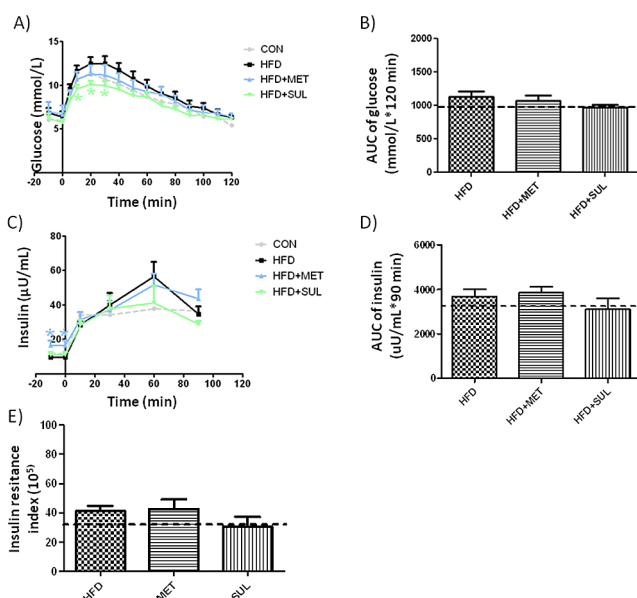 A)
Glucose (mmol/L)
15
10
5
-20 0 20 40 60 80 100 120
Time (min)
CON
HFD
HFD+MET
HFD+SUL
* * *
B)
AUC of glucose
(mmol/L*120 min)
2000
1500
1000
500
0
HFD
HFD+MET
HFD+SUL
C)
Insulin (μU/mL)
80
60
40
20
-20 0 20 40 60 80 100 120
Time (min)
CON
HFD
HFD+MET
HFD+SUL
* *
D)
AUC of insulin
(uU/mL*90 min)
6000
4000
2000
0
HFD
HFD+MET
HFD+SUL
E)
Insulin resitance
index (10⁵)
80
60
40
20
0
HFD
MET
SUL